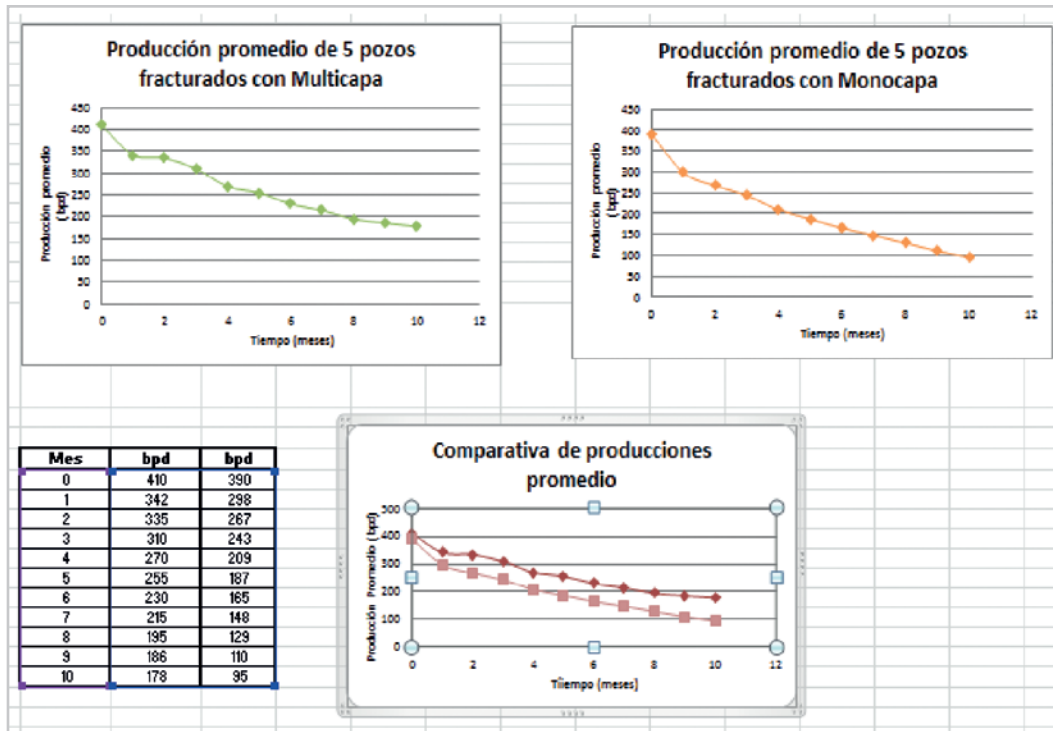 Producción promedio de 5 pozos
fracturados con Multicapa
450
400
350
300
250
200
150
100
50
0
Producción promedio
(bpd)
0 2 4 6 8 10 12
Tiempo (meses)
Producción promedio de 5 pozos
fracturados con Monocapa
450
400
350
300
250
200
150
100
50
0
Producción promedio
(bpd)
0 2 4 6 8 10 12
Tiempo (meses)
Mes bpd bpd
0 410 390
1 342 298
2 335 267
3 310 243
4 270 209
5 255 187
6 230 165
7 215 148
8 195 129
9 186 110
10 178 95
Comparativa de producciones
promedio
500
400
300
200
100
0
Producción Promedio (bpd)
0 2 4 6 8 10 12
Tiiempo (meses)